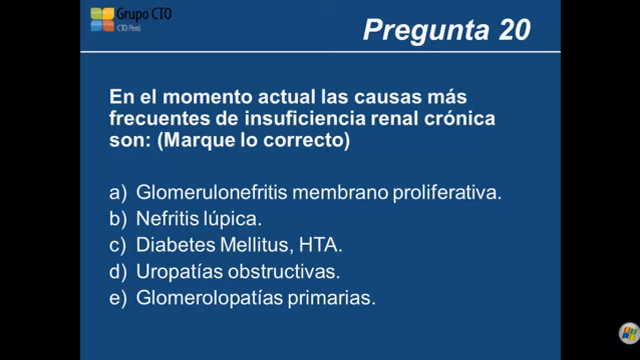 Grupo CTO
CTO Perú
Pregunta 20
En el momento actual las causas más
frecuentes de insuficiencia renal crónica
son: (Marque lo correcto)
a) Glomerulonefritis membrano proliferativa.
b) Nefritis lúpica.
c) Diabetes Mellitus, HTA.
d) Uropatías obstructivas.
e) Glomerolopatías primarias.